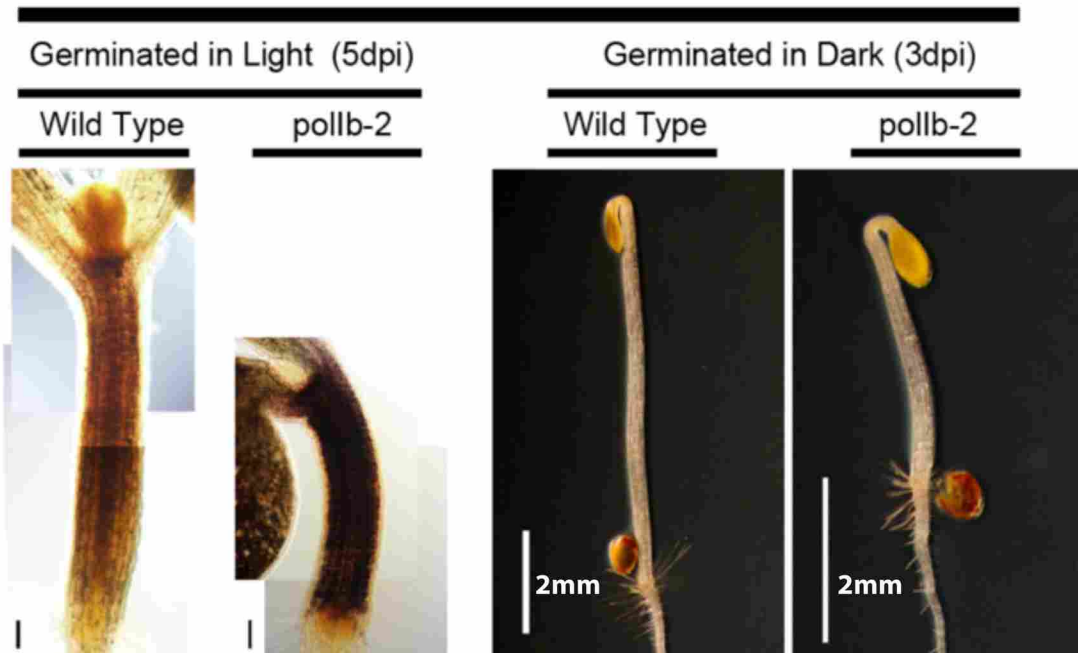 Germinated in Light (5dpi)
Germinated in Dark (3dpi)
Wild Type
polIb-2
Wild Type
polIb-2
2mm
2mm